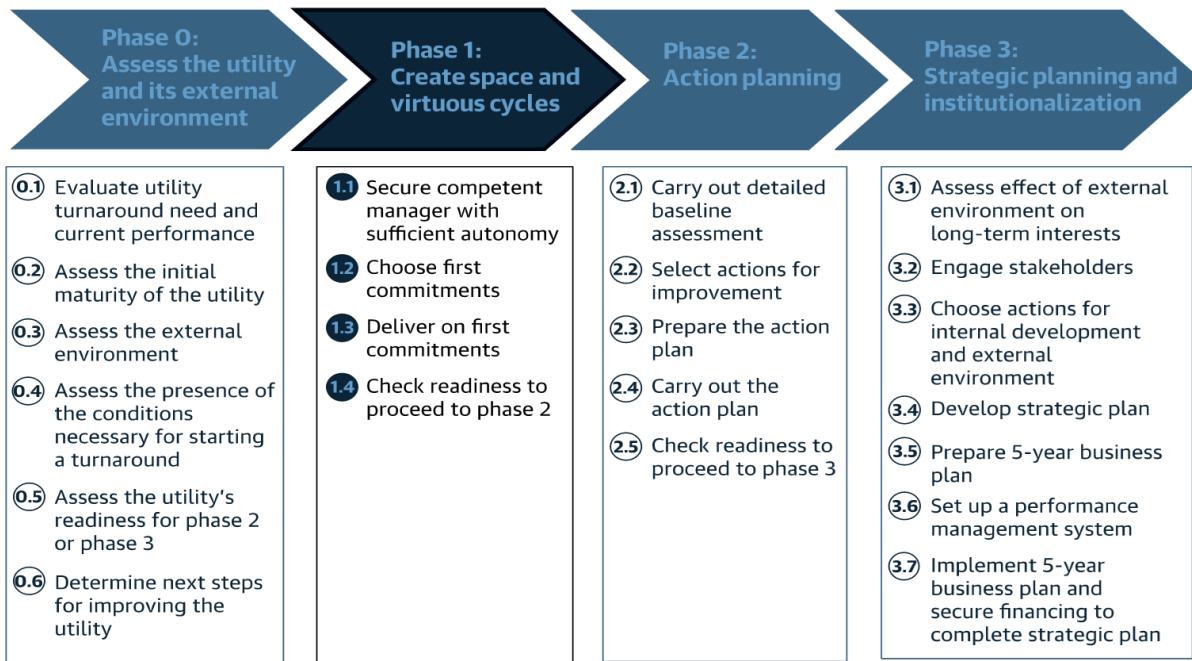 Phase 0:
Assess the utility
and its external
environment
Phase 1:
Create space and
virtuous cycles
Phase 2:
Action planning
Phase 3:
Strategic planning and
institutionalization
0.1 Evaluate utility
turnaround need and
current performance
0.2 Assess the initial
maturity of the utility
0.3 Assess the external
environment
0.4 Assess the presence of
the conditions
necessary for starting
a turnaround
0.5 Assess the utility's
readiness for phase 2
or phase 3
0.6 Determine next steps
for improving the
utility
1.1 Secure competent
manager with
sufficient autonomy
1.2 Choose first
commitments
1.3 Deliver on first
commitments
1.4 Check readiness to
proceed to phase 2
2.1 Carry out detailed
baseline
assessment
2.2 Select actions for
improvement
2.3 Prepare the action
plan
2.4 Carry out the
action plan
2.5 Check readiness to
proceed to phase 3
3.1 Assess effect of external
environment on
long-term interests
3.2 Engage stakeholders
3.3 Choose actions for
internal development
and external
environment
3.4 Develop strategic plan
3.5 Prepare 5-year business
plan
3.6 Set up a performance
management system
3.7 Implement 5-year
business plan and
secure financing to
complete strategic plan